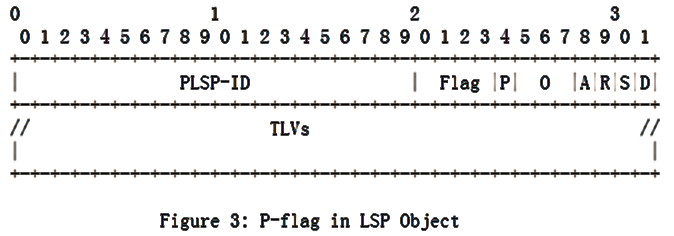 0                   1                   2                   3
 0 1 2 3 4 5 6 7 8 9 0 1 2 3 4 5 6 7 8 9 0 1 2 3 4 5 6 7 8 9 0 1
+-+-+-+-+-+-+-+-+-+-+-+-+-+-+-+-+-+-+-+-+-+-+-+-+-+-+-+-+-+-+-+-+
|                PLSP-ID                |  Flag |P|  O  |A|R|S|D|
+-+-+-+-+-+-+-+-+-+-+-+-+-+-+-+-+-+-+-+-+-+-+-+-+-+-+-+-+-+-+-+-+
//                        TLVs                                 //
|                                                               |
+-+-+-+-+-+-+-+-+-+-+-+-+-+-+-+-+-+-+-+-+-+-+-+-+-+-+-+-+-+-+-+-+
Figure 3: P-flag in LSP Object